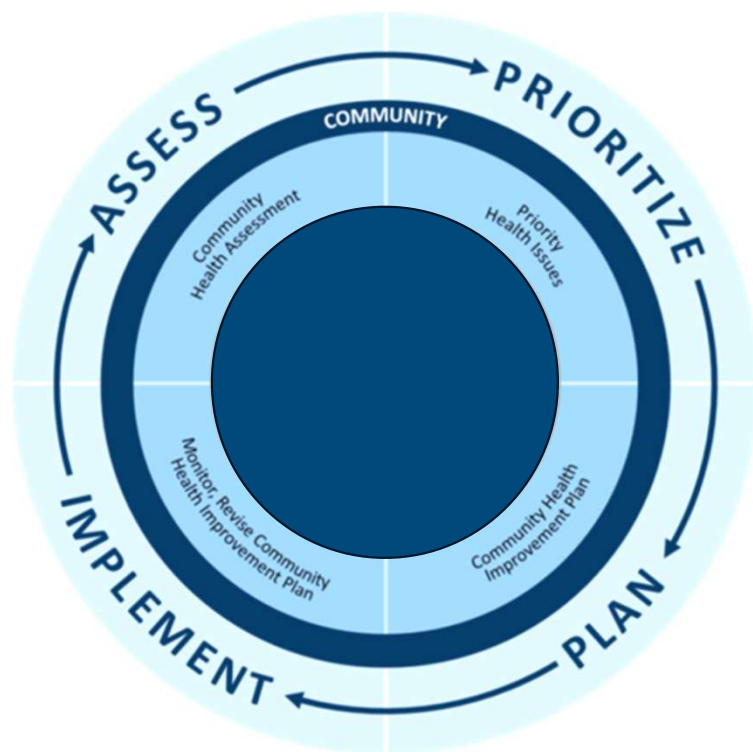 ASSESS
PRIORITIZE
COMMUNITY
Community
Health Assessment
Priority
Health Issues
Monitor, Revise Community
Health Improvement Plan
Community Health
Improvement Plan
IMPLEMENT
PLAN